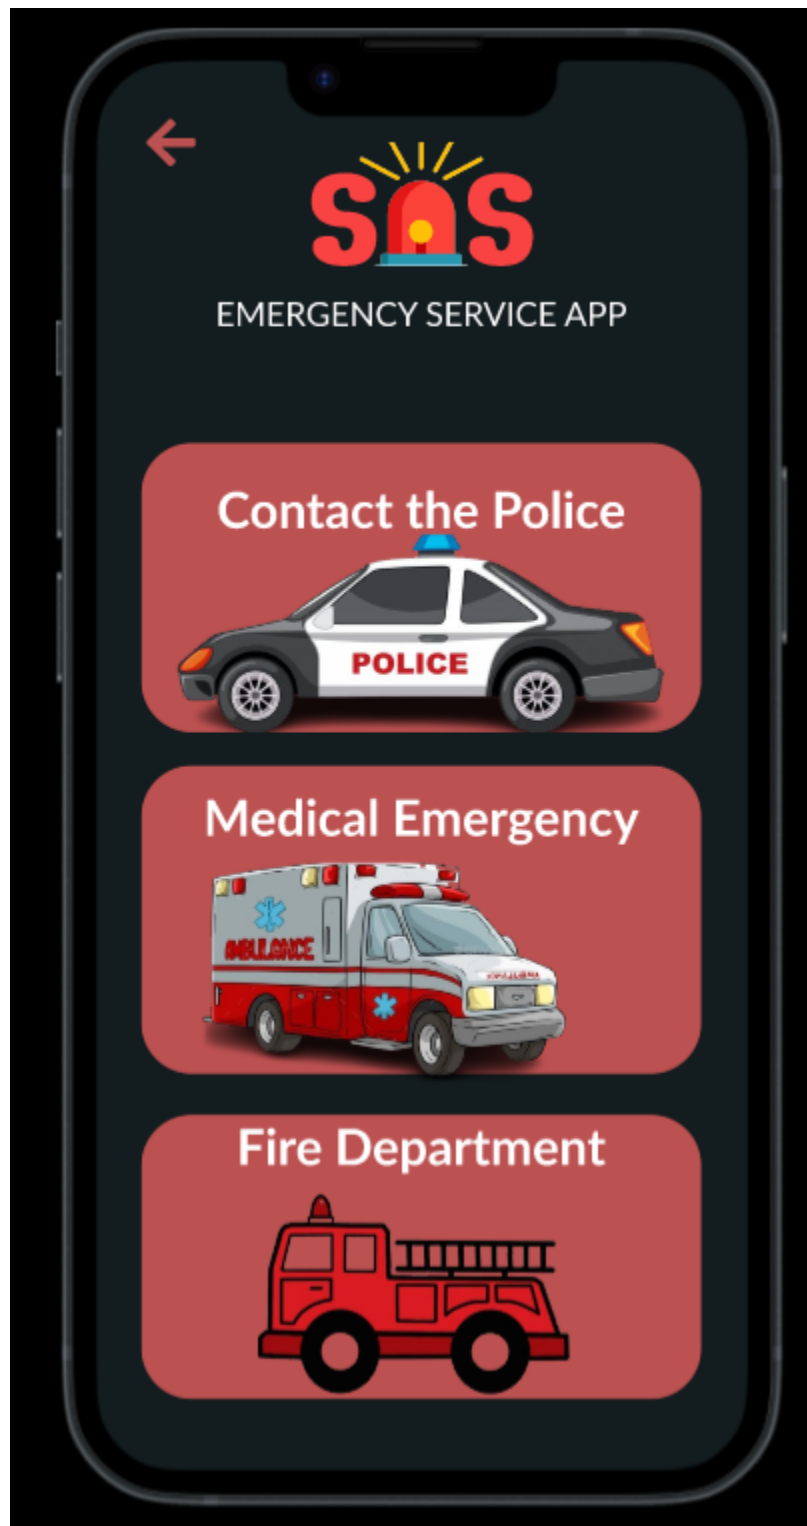 SOS
EMERGENCY SERVICE APP
Contact the Police
POLICE
Medical Emergency
AMBULANCE
Fire Department